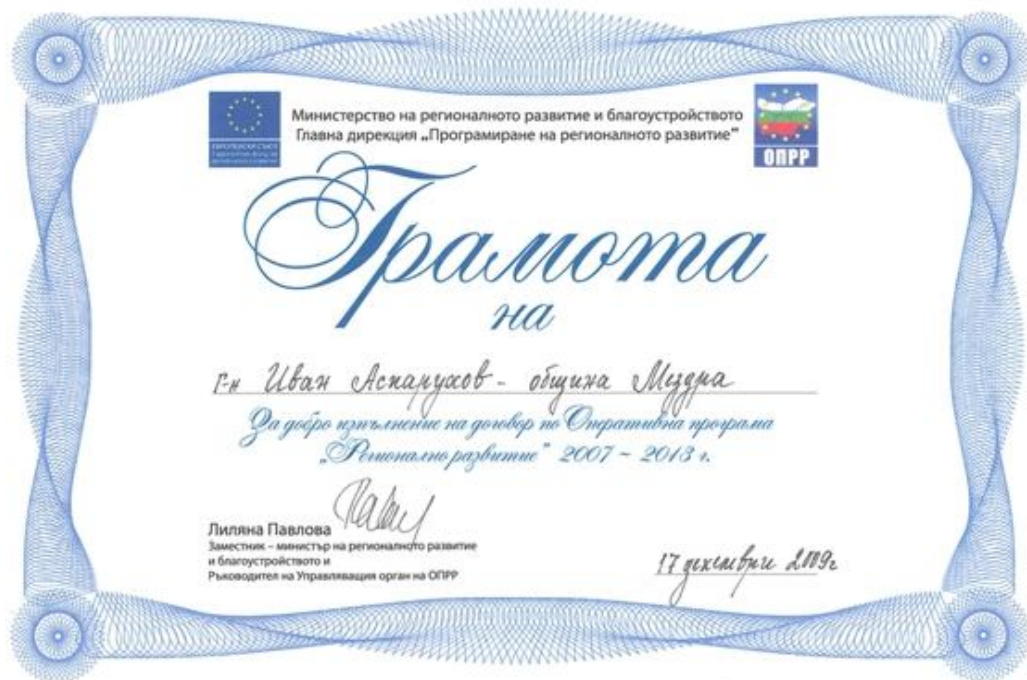 Министерство на регионалното развитие и благоустройството
Главна дирекция „Програмиране на регионалното развитие"
ЕВРОПЕЙСКИ СЪЮЗ
ОПРР
Грамота
на
Г-н Иван Аспарухов - община Мездра
За добро изпълнение на договор по Оперативна програма
„Регионално развитие" 2007 ~ 2013 г.
Лиляна Павлова
Заместник – министър на регионалното развитие
и благоустройството и
Ръководител на Управляващия орган на ОПРР
17 декември 2009г